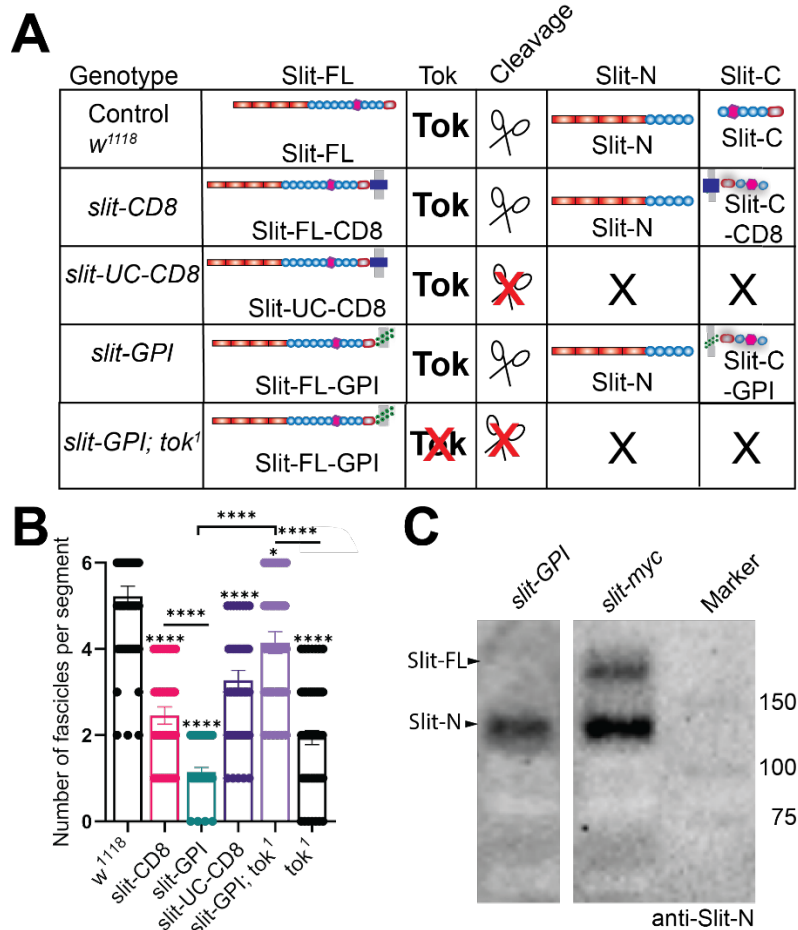 A
Genotype Slit-FL Tok Cleavage Slit-N Slit-C
Control
w¹¹¹⁸
Slit-FL
Tok
Slit-N
Slit-C
slit-CD8
Slit-FL-CD8
Tok
Slit-N
Slit-C
-CD8
slit-UC-CD8
Slit-UC-CD8
Tok
X
X
X
slit-GPI
Slit-FL-GPI
Tok
Slit-N
Slit-C
-GPI
slit-GPI; tok¹
Slit-FL-GPI
Tok
X
X
X
X
B
Number of fascicles per segment
6
4
2
0
****
****
*
****
****
****
****
****
w¹¹¹⁸
slit-CD8
slit-GPI
slit-UC-CD8
slit-GPI; tok¹
tok¹
C
slit-GPI
slit-myc
Marker
Slit-FL
Slit-N
150
100
75
anti-Slit-N